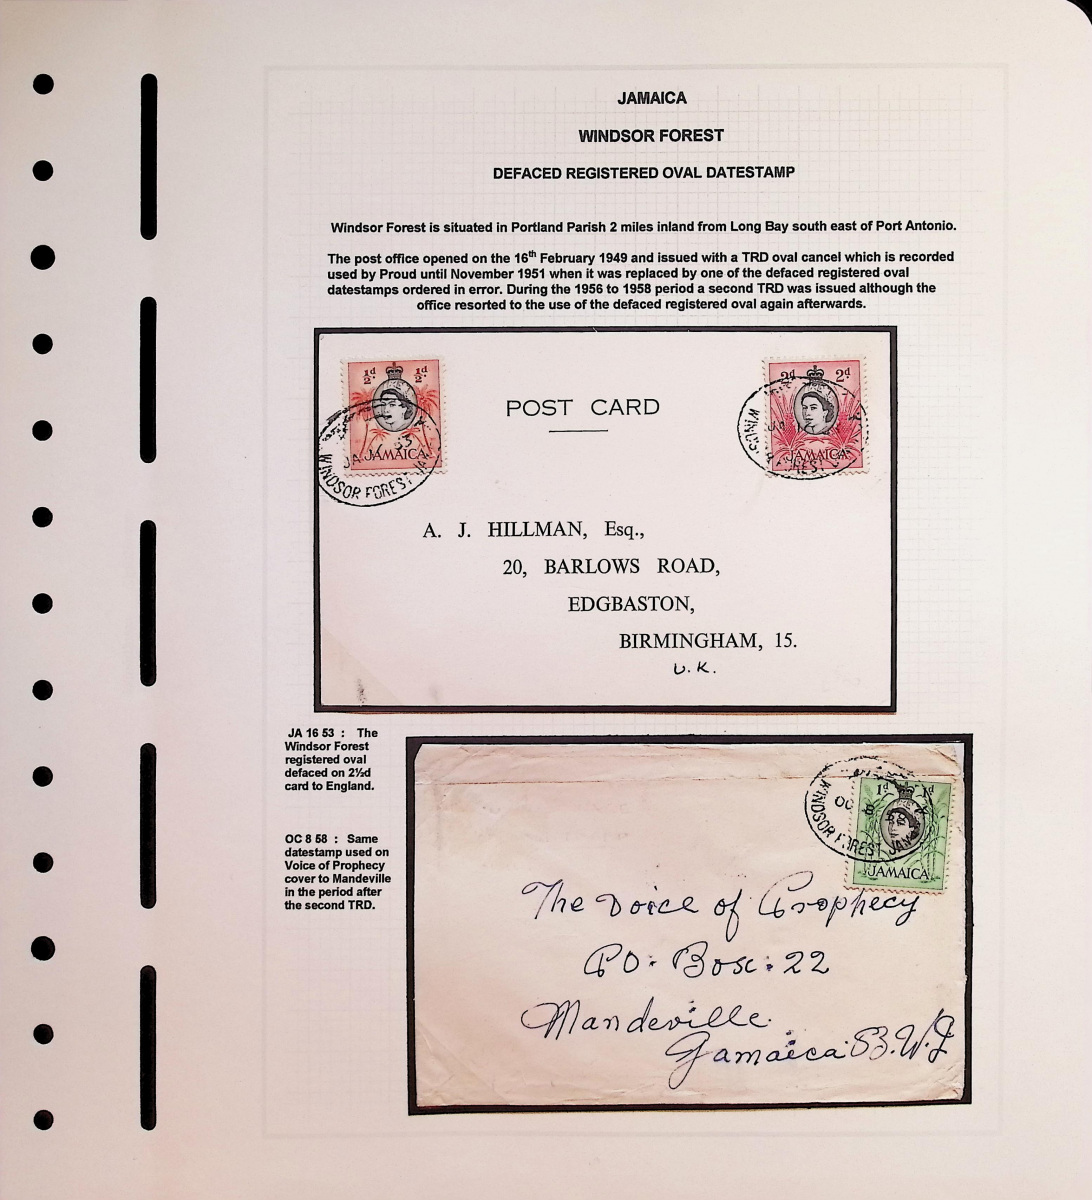 JAMAICA
WINDSOR FOREST
DEFACED REGISTERED OVAL DATESTAMP
Windsor Forest is situated in Portland Parish 2 miles inland from Long Bay south east of Port Antonio.
The post office opened on the 16th February 1949 and issued with a TRD oval cancel which is recorded
used by Proud until November 1951 when it was replaced by one of the defaced registered oval
datestamps ordered in error. During the 1956 to 1958 period a second TRD was issued although the
office resorted to the use of the defaced registered oval again afterwards.
½d ½d
JAMAICA
JA 53
WINDSOR FOREST JA
POST CARD
2d 2d
JAMAICA
A. J. HILLMAN, Esq.,
20, BARLOWS ROAD,
EDGBASTON,
BIRMINGHAM, 15.
U.K.
JA 16 53 : The
Windsor Forest
registered oval
defaced on 2½d
card to England.
OC 8 58 : Same
datestamp used on
Voice of Prophecy
cover to Mandeville
in the period after
the second TRD.
1d 1d
JAMAICA
OC
WINDSOR FOREST JAM
The Voice of Prophecy
P.O. Box. 22
Mandeville.
Jamaica B.W.I